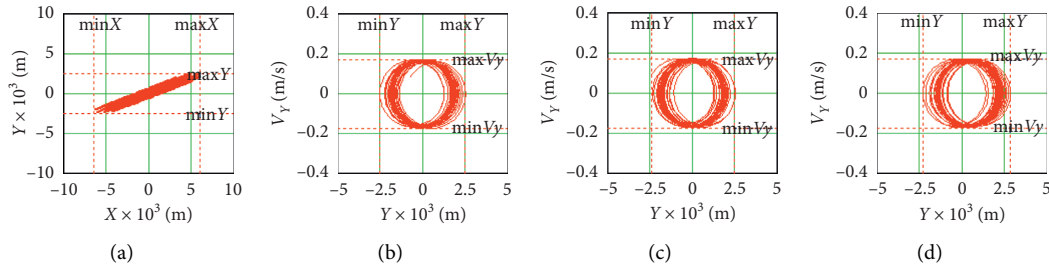 minX maxX
maxY
minY
Y × 10³ (m)
10
5
0
–5
–10
–10 –5 0 5 10
X × 10³ (m)
(a)
minY maxY
maxVy
minVy
V_Y (m/s)
0.4
0.2
0
–0.2
–0.4
–5 –2.5 0 2.5 5
Y × 10³ (m)
(b)
minY maxY
maxVy
minVy
V_Y (m/s)
0.4
0.2
0
–0.2
–0.4
–5 –2.5 0 2.5 5
Y × 10³ (m)
(c)
minY maxY
maxVy
minVy
V_Y (m/s)
0.4
0.2
0
–0.2
–0.4
–5 –2.5 0 2.5 5
Y × 10³ (m)
(d)